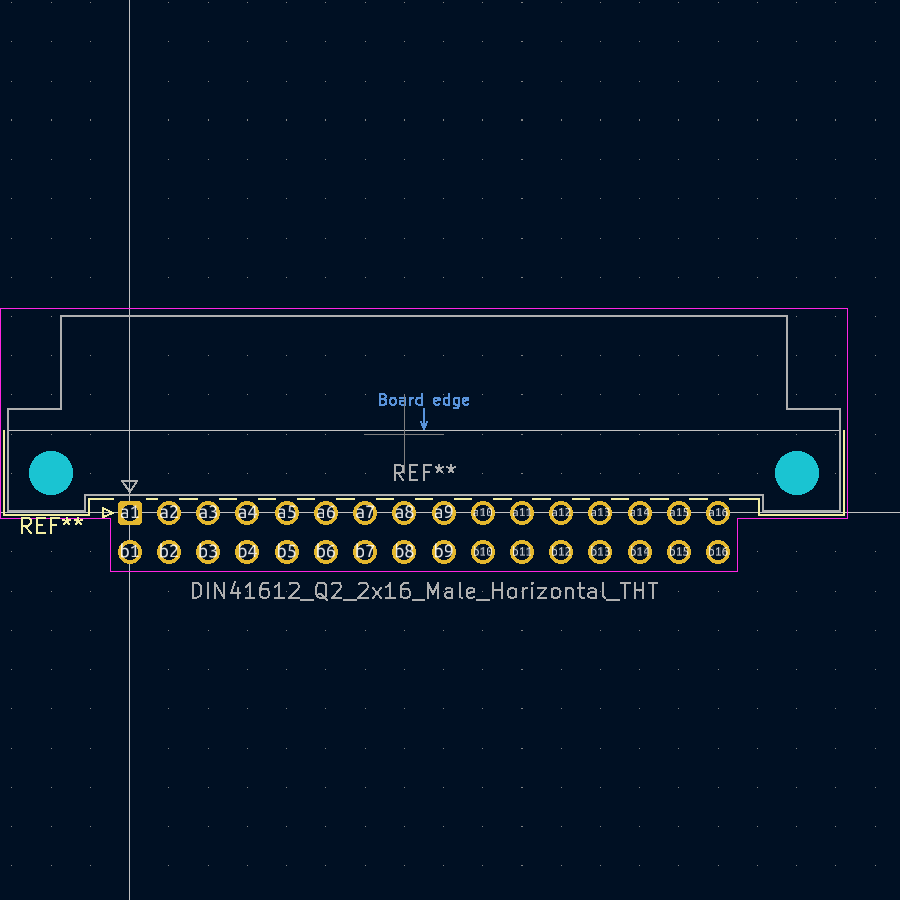 Board edge
REF**
a1 a2 a3 a4 a5 a6 a7 a8 a9 a10 a11 a12 a13 a14 a15 a16
REF**
b1 b2 b3 b4 b5 b6 b7 b8 b9 b10 b11 b12 b13 b14 b15 b16
DIN41612_Q2_2x16_Male_Horizontal_THT